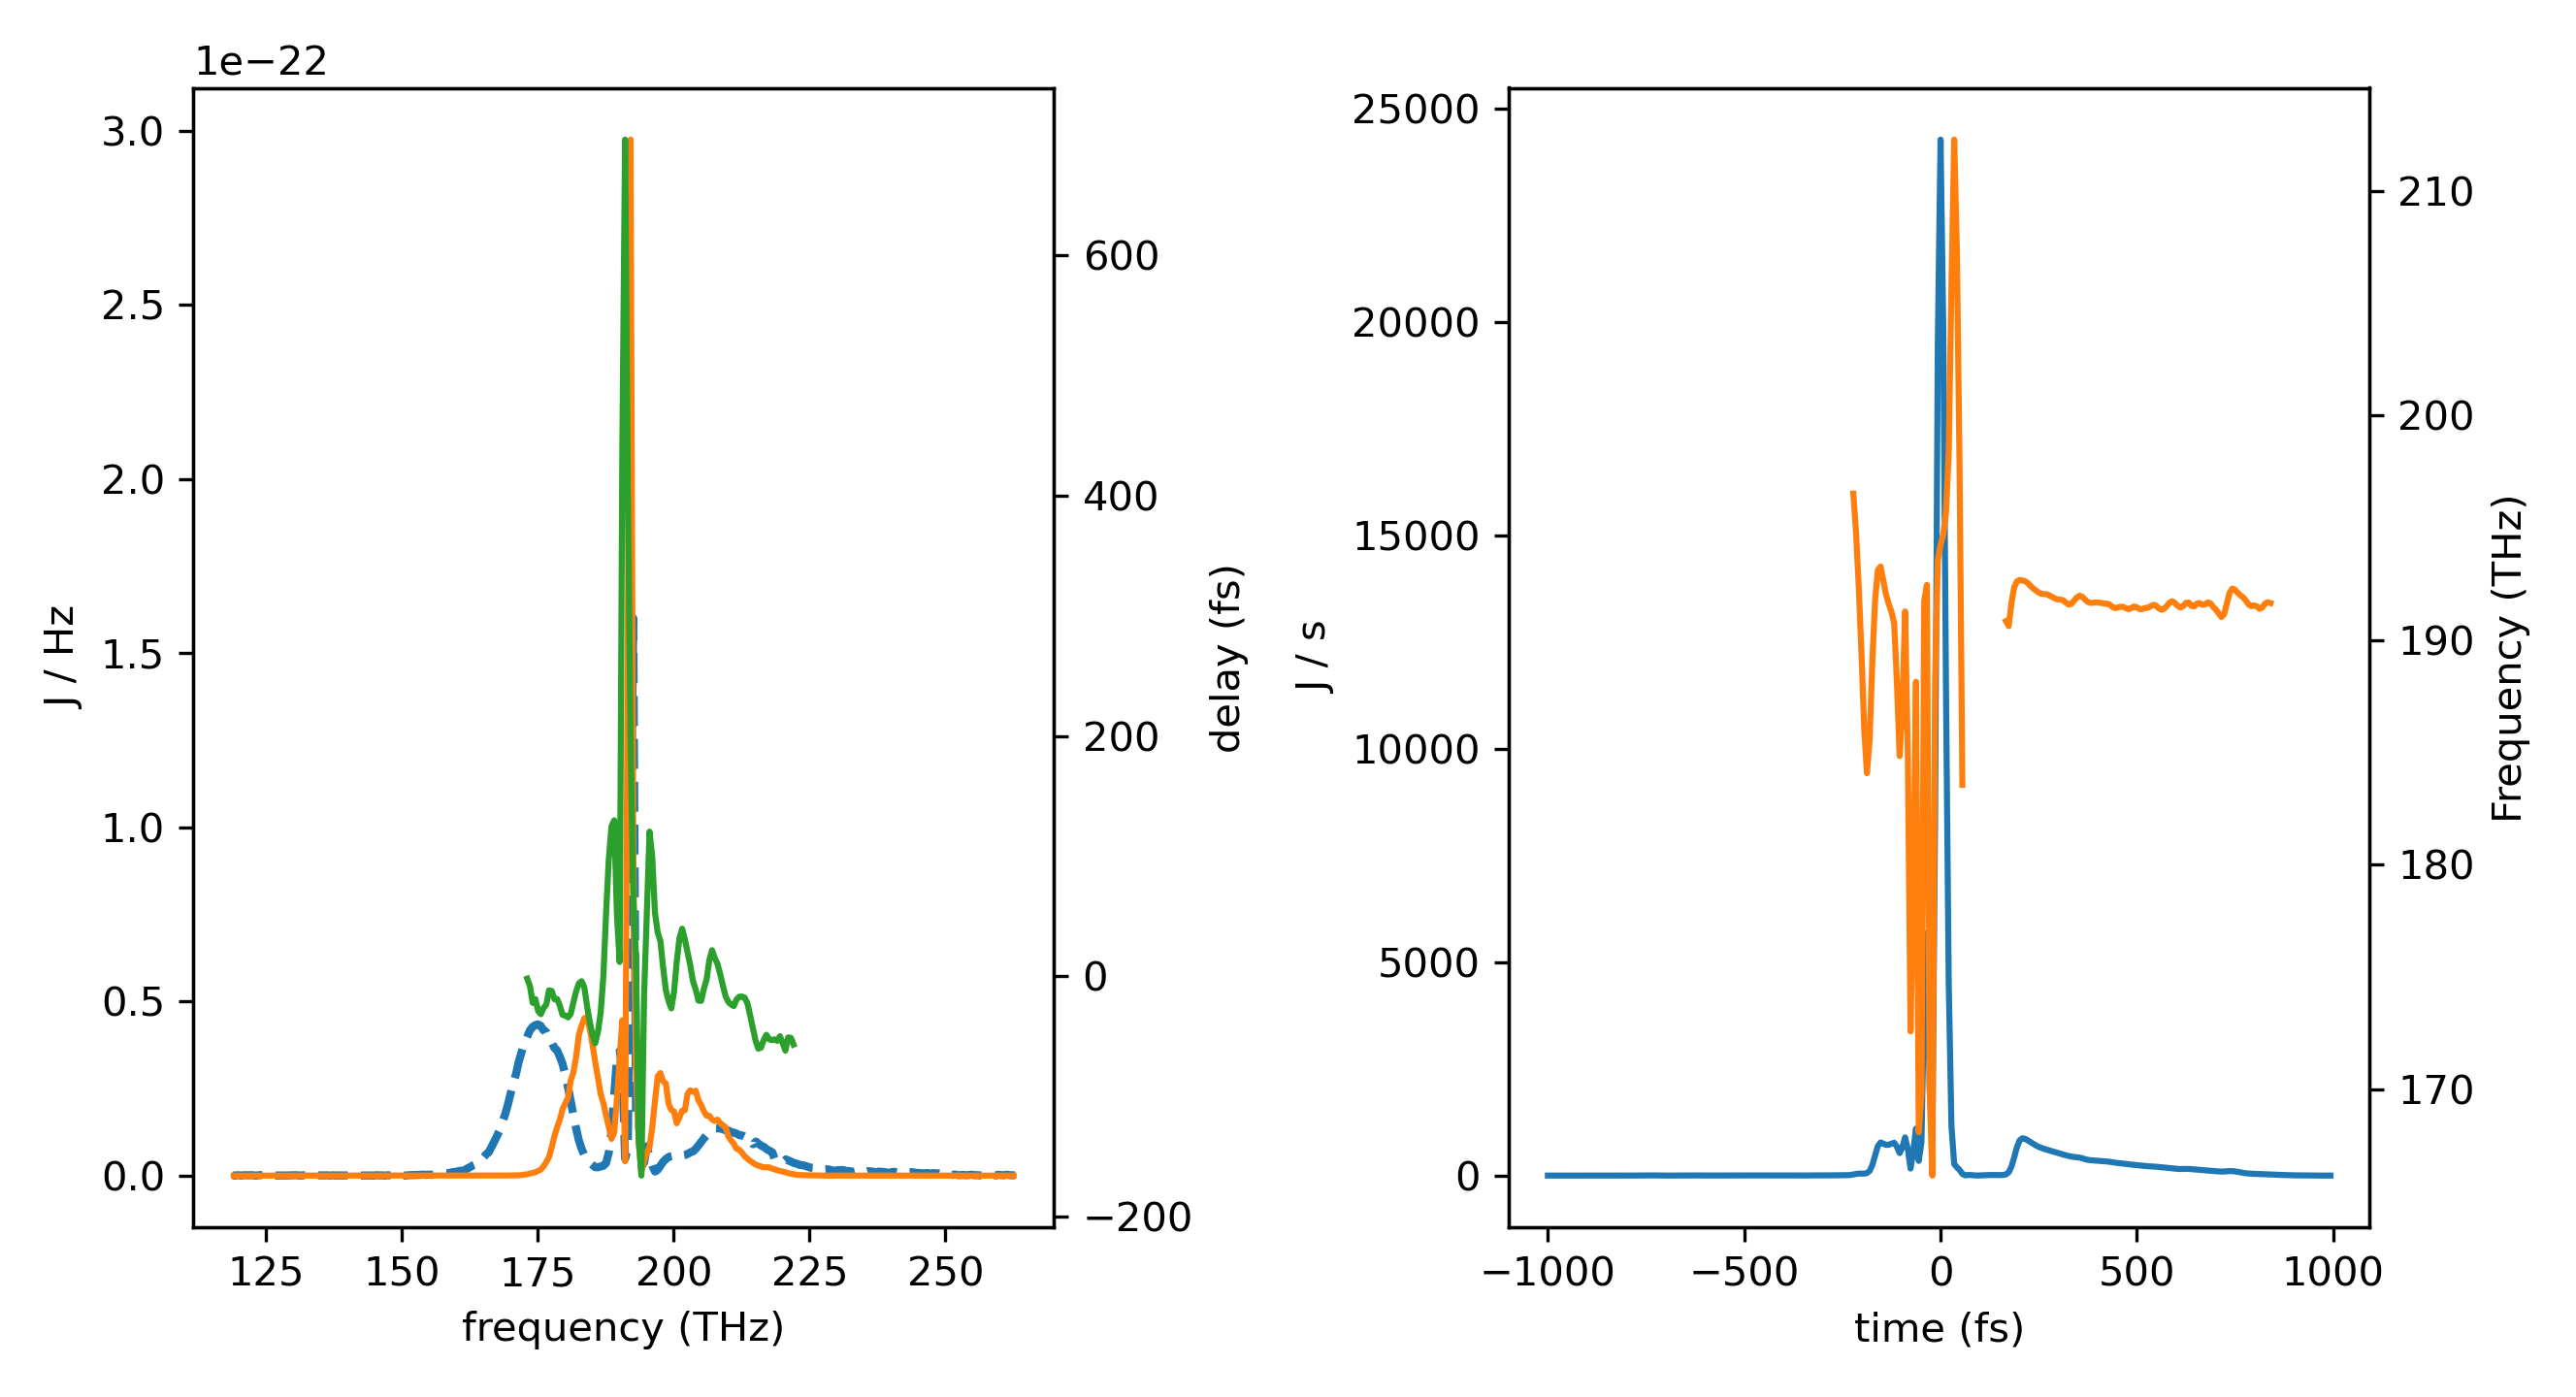 1e−22
3.0
2.5
2.0
1.5
1.0
0.5
0.0
J / Hz
125 150 175 200 225 250
frequency (THz)
600
400
200
0
−200
delay (fs)
25000
20000
15000
10000
5000
0
J / s
−1000 −500 0 500 1000
time (fs)
210
200
190
180
170
Frequency (THz)